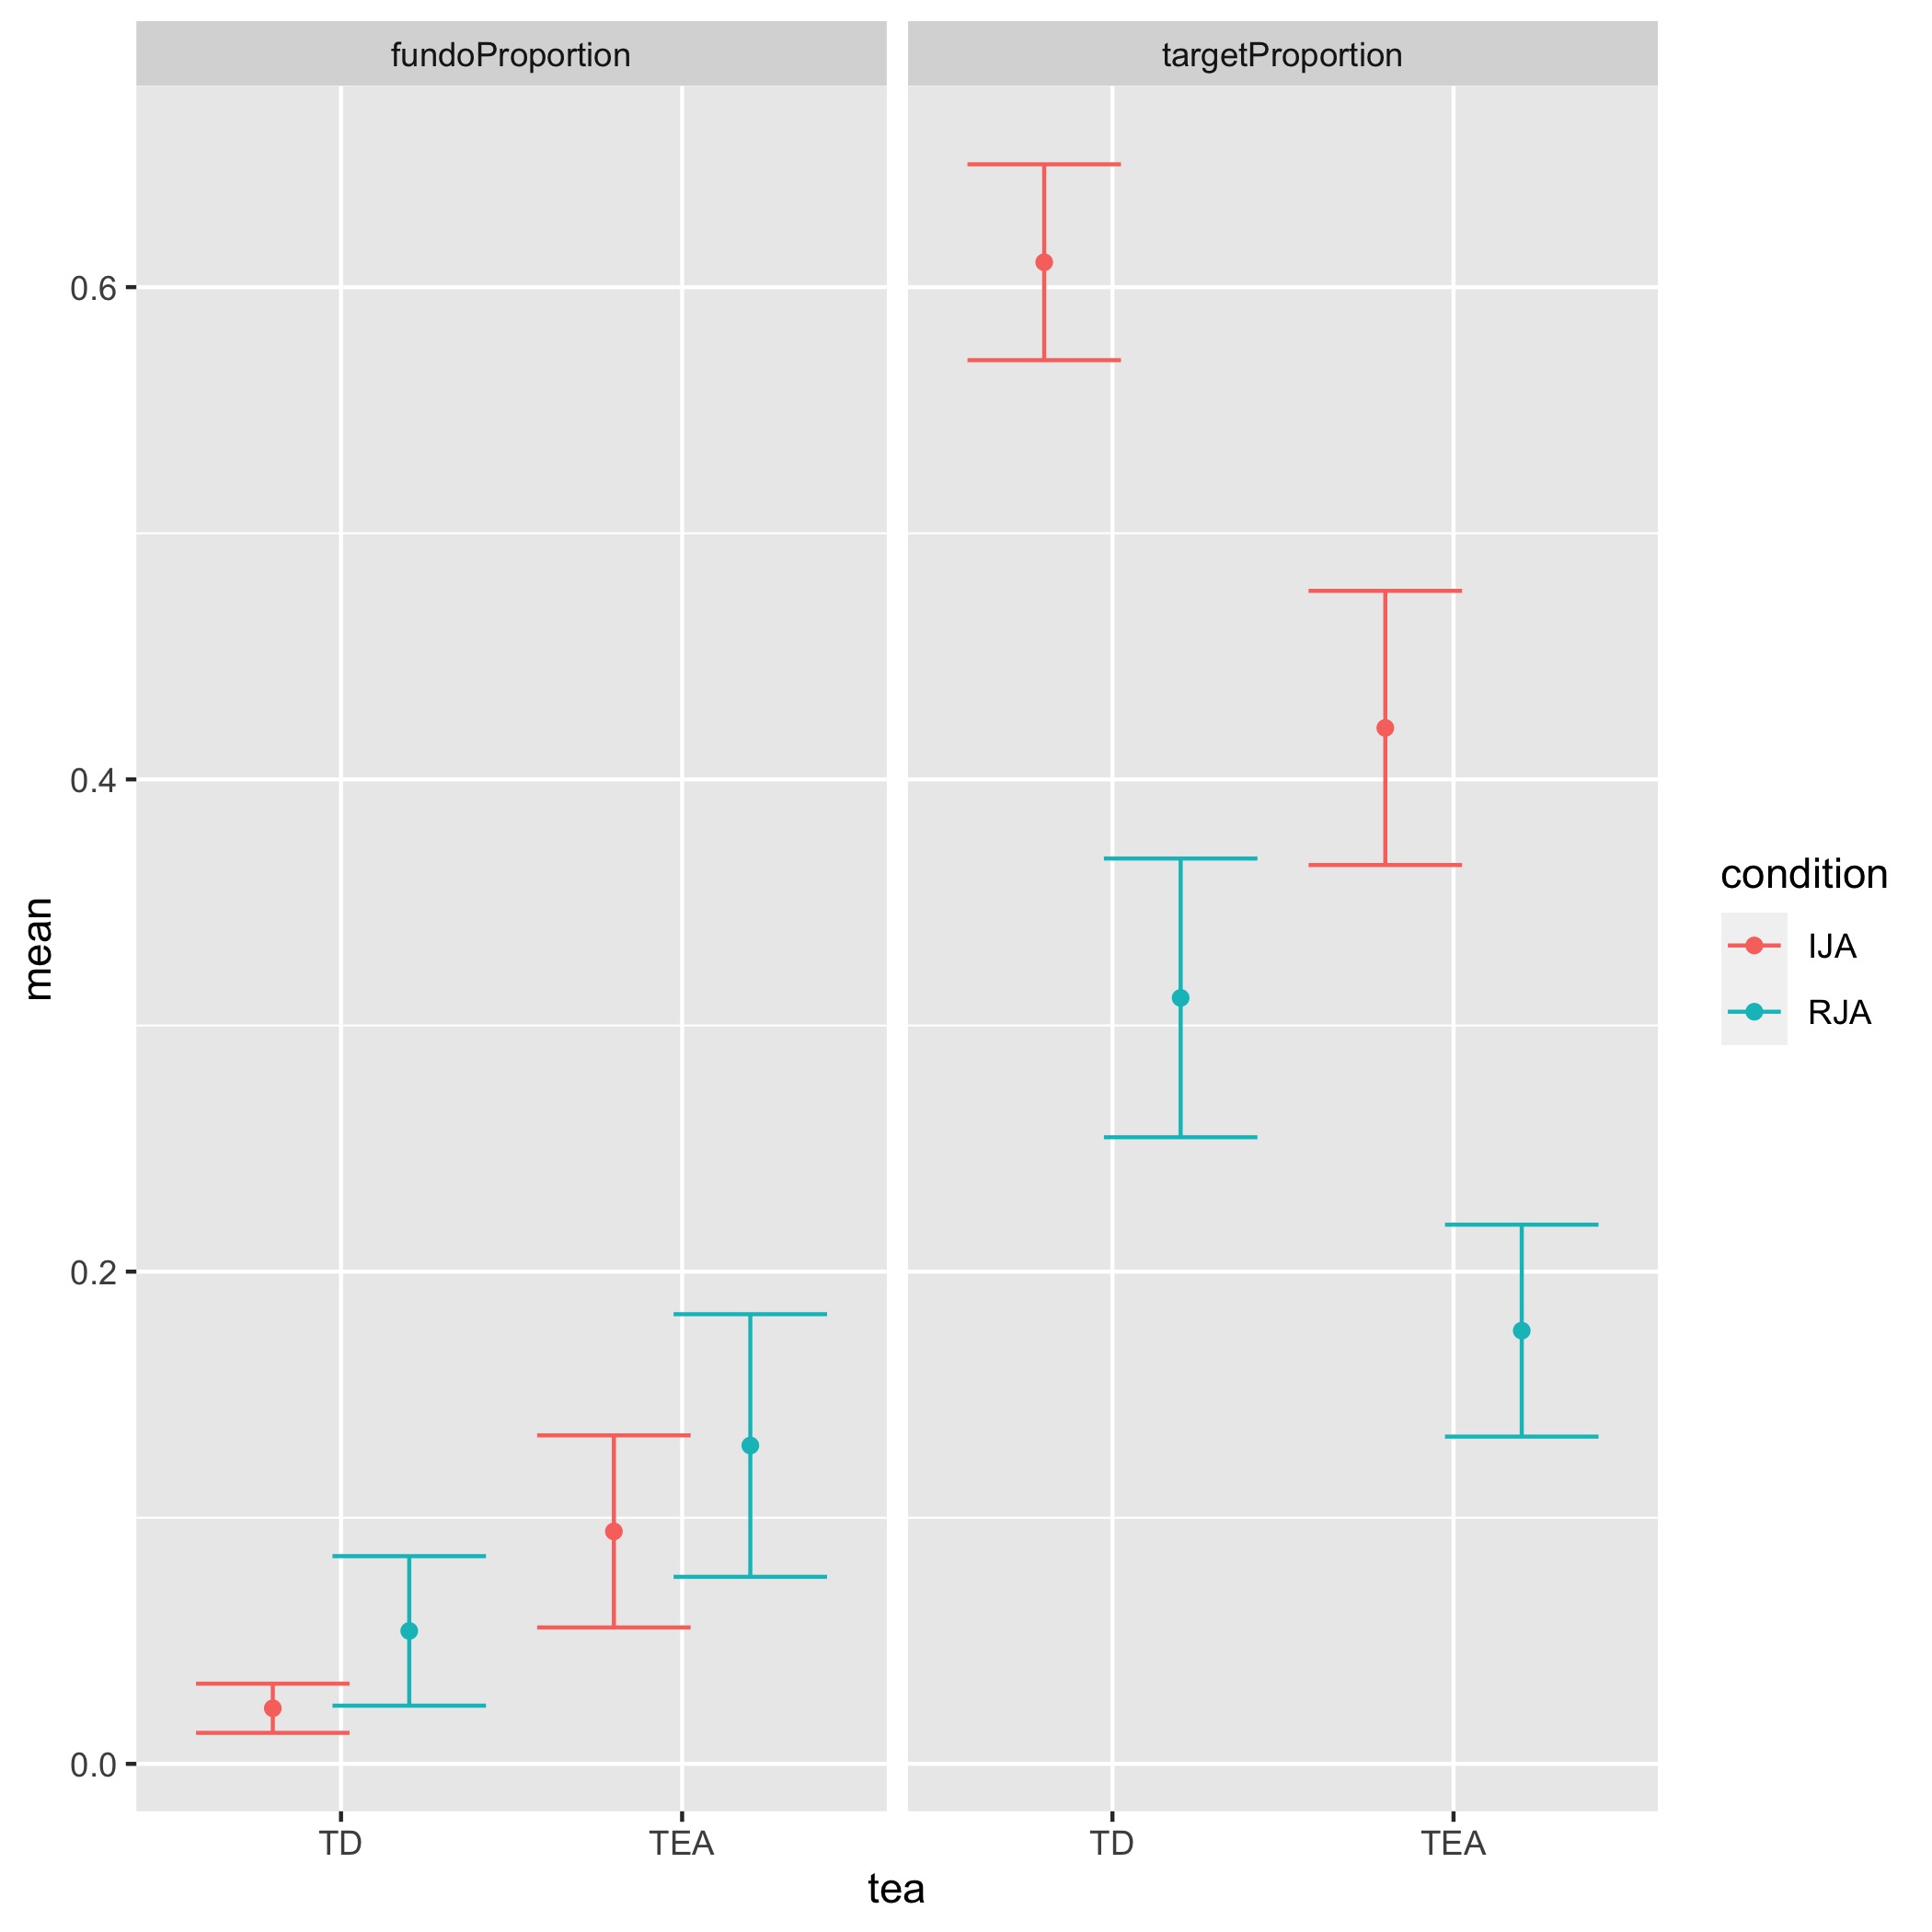 fundoProportion
targetProportion
0.6
0.4
0.2
0.0
mean
TD
TEA
TD
TEA
tea
condition
IJA
RJA